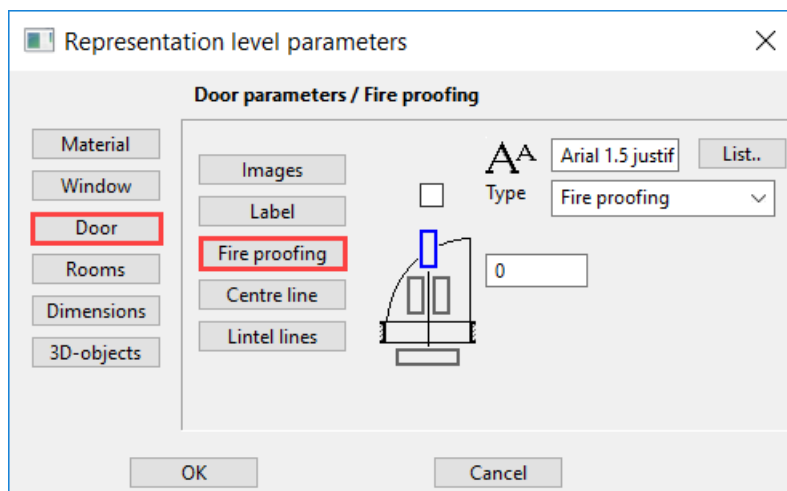 Representation level parameters
Door parameters / Fire proofing
Material
Window
Door
Rooms
Dimensions
3D-objects
Images
Label
Fire proofing
Centre line
Lintel lines
AA Arial 1.5 justif List..
Type Fire proofing
0
OK Cancel